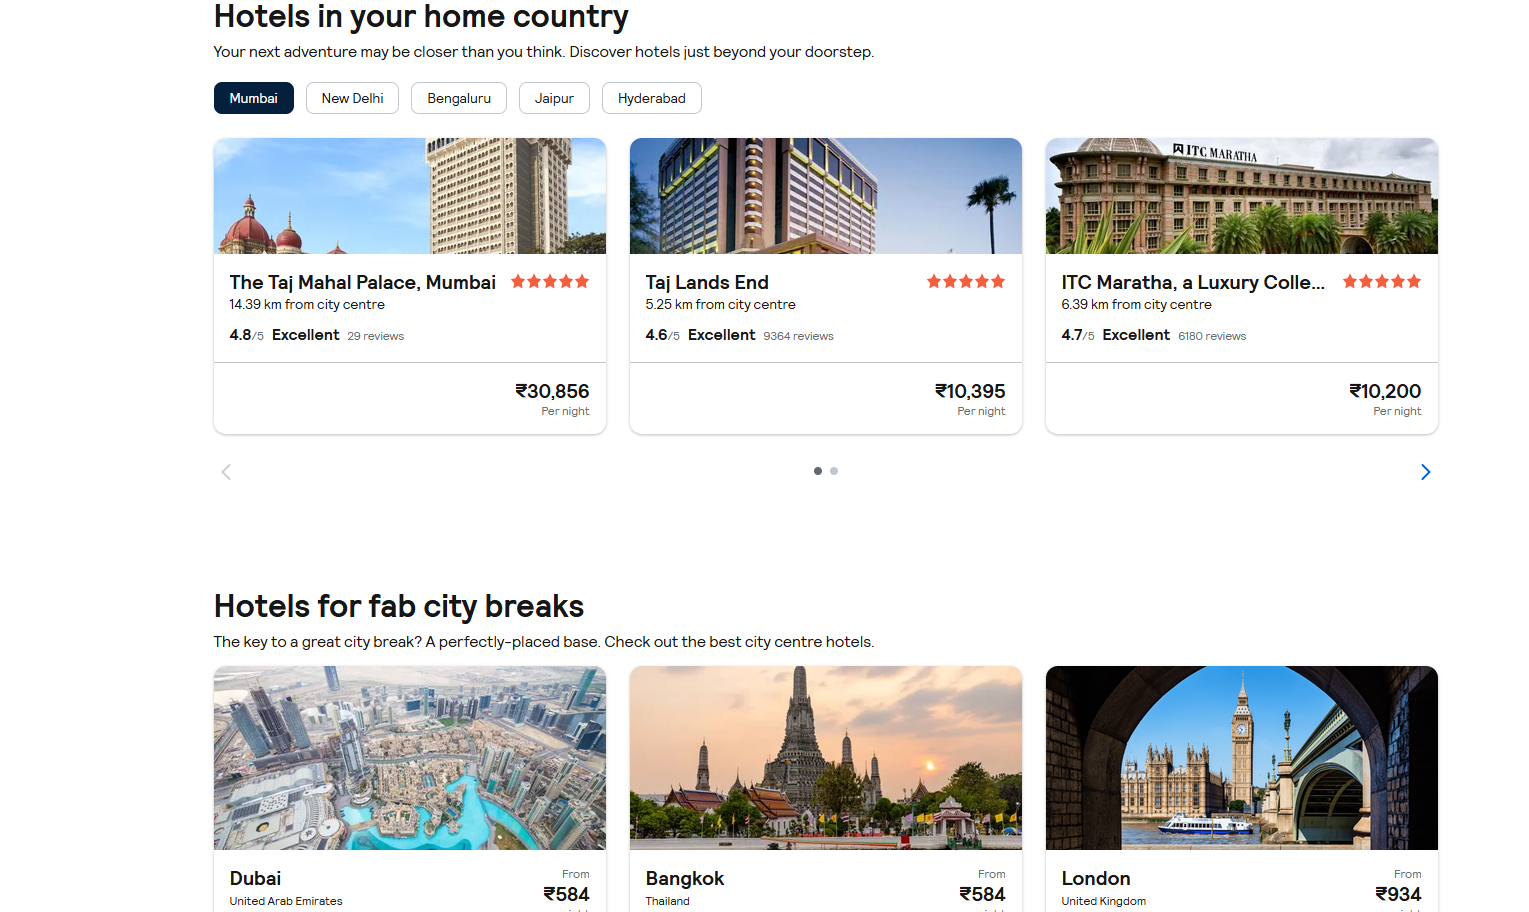 Hotels in your home country
Your next adventure may be closer than you think. Discover hotels just beyond your doorstep.
Mumbai
New Delhi
Bengaluru
Jaipur
Hyderabad
ITC MARATHA
The Taj Mahal Palace, Mumbai
14.39 km from city centre
4.8/5 Excellent 29 reviews
₹30,856
Per night
Taj Lands End
5.25 km from city centre
4.6/5 Excellent 9364 reviews
₹10,395
Per night
ITC Maratha, a Luxury Colle...
6.39 km from city centre
4.7/5 Excellent 6180 reviews
₹10,200
Per night
Hotels for fab city breaks
The key to a great city break? A perfectly-placed base. Check out the best city centre hotels.
Dubai
United Arab Emirates
From
₹584
Bangkok
Thailand
From
₹584
London
United Kingdom
From
₹934